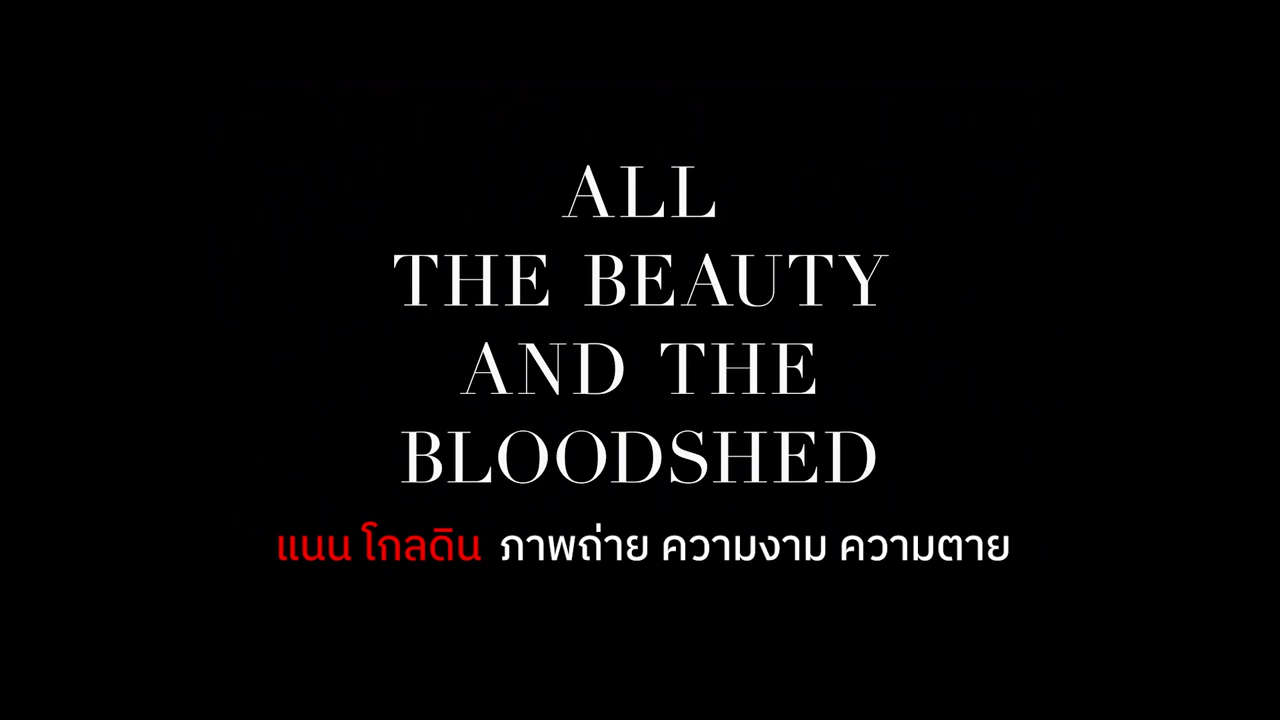 ALL
THE BEAUTY
AND THE
BLOODSHED
แนน โกลดิน ภาพถ่าย ความงาม ความตาย